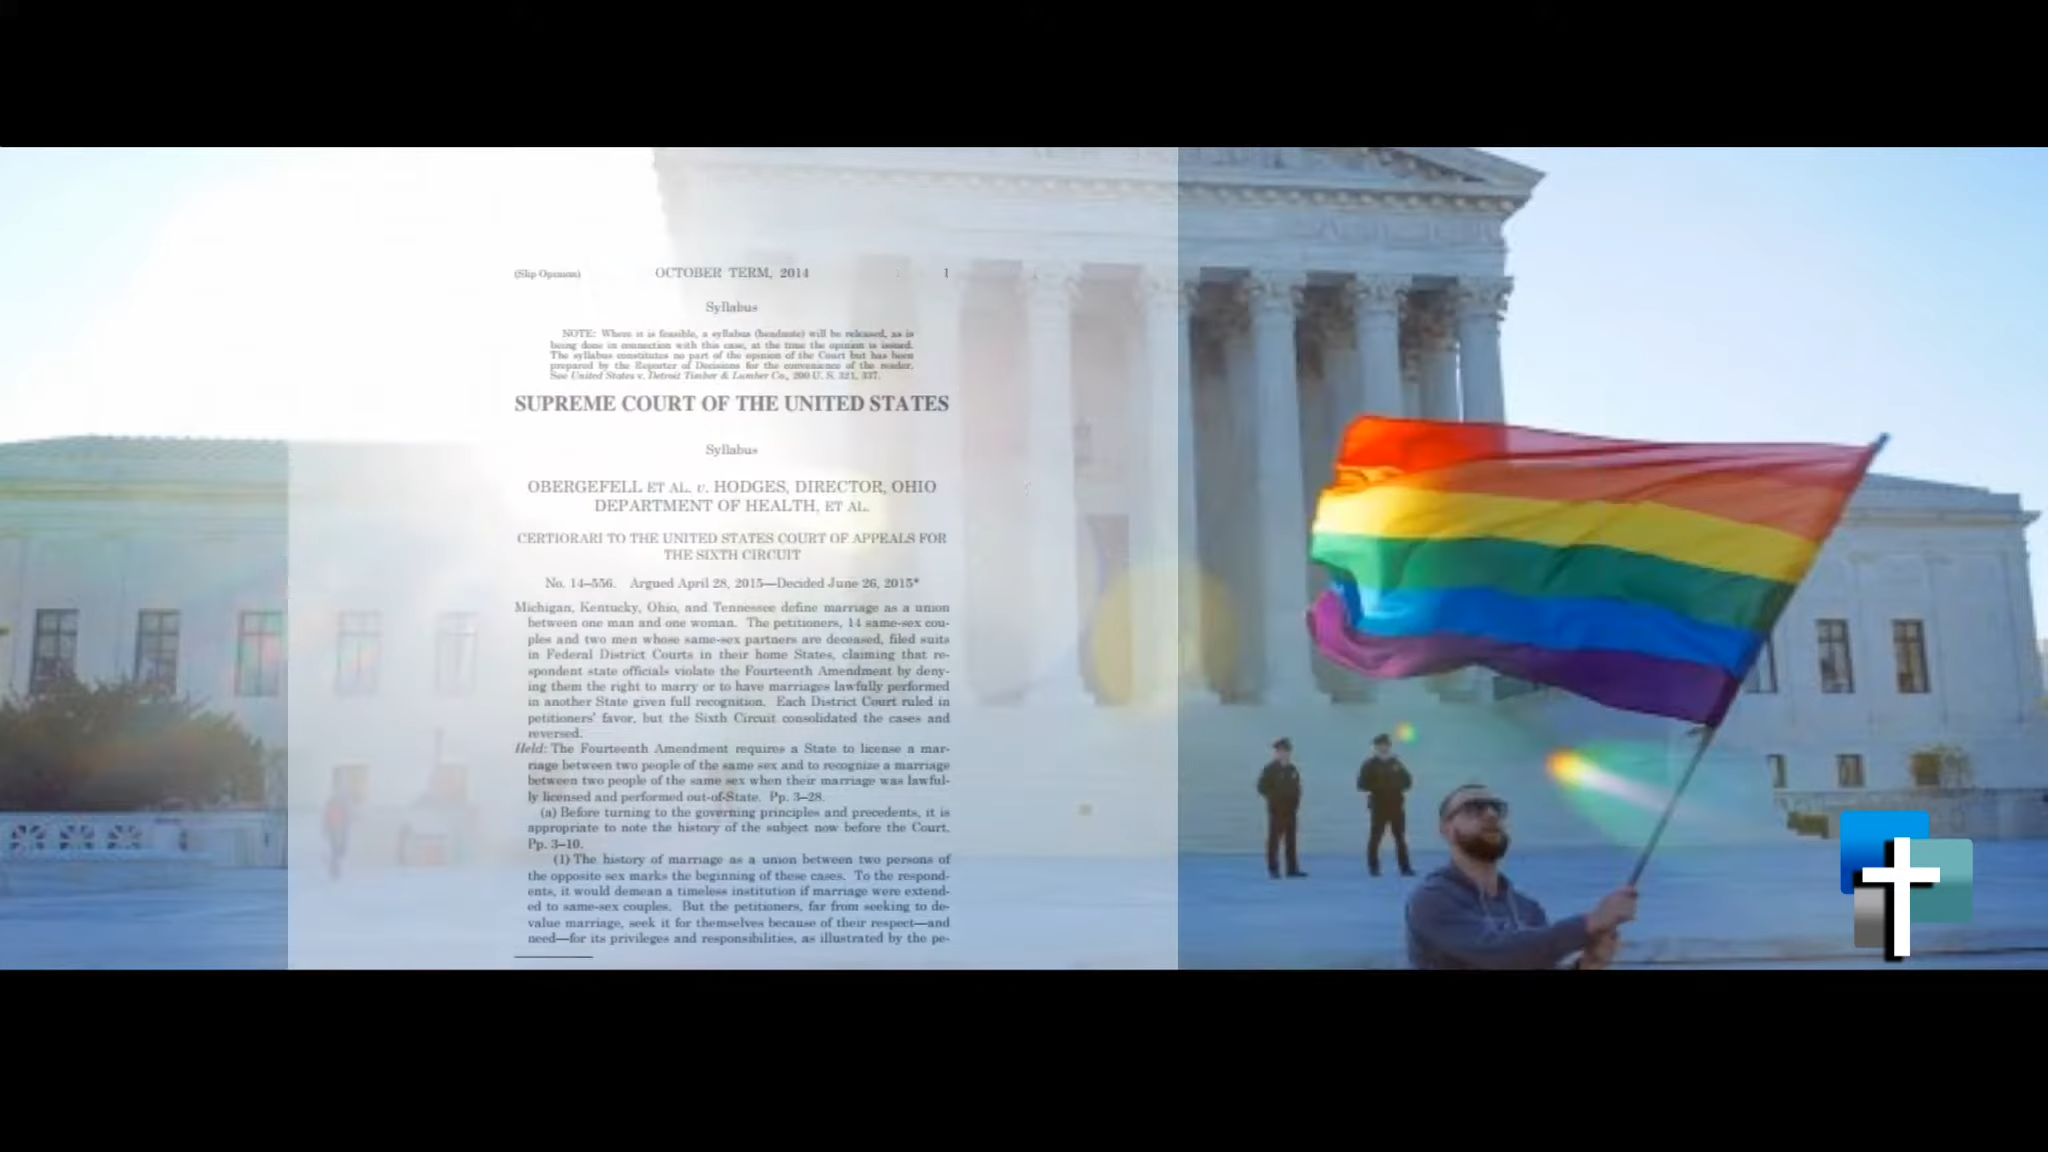 (Slip Opinion) OCTOBER TERM, 2014 1
Syllabus
NOTE: Where it is feasible, a syllabus (headnote) will be released, as is
being done in connection with this case, at the time the opinion is issued.
The syllabus constitutes no part of the opinion of the Court but has been
prepared by the Reporter of Decisions for the convenience of the reader.
See United States v. Detroit Timber & Lumber Co., 200 U. S. 321, 337.
SUPREME COURT OF THE UNITED STATES
Syllabus
OBERGEFELL ET AL. v. HODGES, DIRECTOR, OHIO
DEPARTMENT OF HEALTH, ET AL.
CERTIORARI TO THE UNITED STATES COURT OF APPEALS FOR
THE SIXTH CIRCUIT
No. 14–556. Argued April 28, 2015—Decided June 26, 2015*
Michigan, Kentucky, Ohio, and Tennessee define marriage as a union
between one man and one woman. The petitioners, 14 same-sex cou-
ples and two men whose same-sex partners are deceased, filed suits
in Federal District Courts in their home States, claiming that re-
spondent state officials violate the Fourteenth Amendment by deny-
ing them the right to marry or to have marriages lawfully performed
in another State given full recognition. Each District Court ruled in
petitioners' favor, but the Sixth Circuit consolidated the cases and
reversed.
Held: The Fourteenth Amendment requires a State to license a mar-
riage between two people of the same sex and to recognize a marriage
between two people of the same sex when their marriage was lawful-
ly licensed and performed out-of-State. Pp. 3–28.
(a) Before turning to the governing principles and precedents, it is
appropriate to note the history of the subject now before the Court.
Pp. 3–10.
(1) The history of marriage as a union between two persons of
the opposite sex marks the beginning of these cases. To the respond-
ents, it would demean a timeless institution if marriage were extend-
ed to same-sex couples. But the petitioners, far from seeking to de-
value marriage, seek it for themselves because of their respect—and
need—for its privileges and responsibilities, as illustrated by the pe-